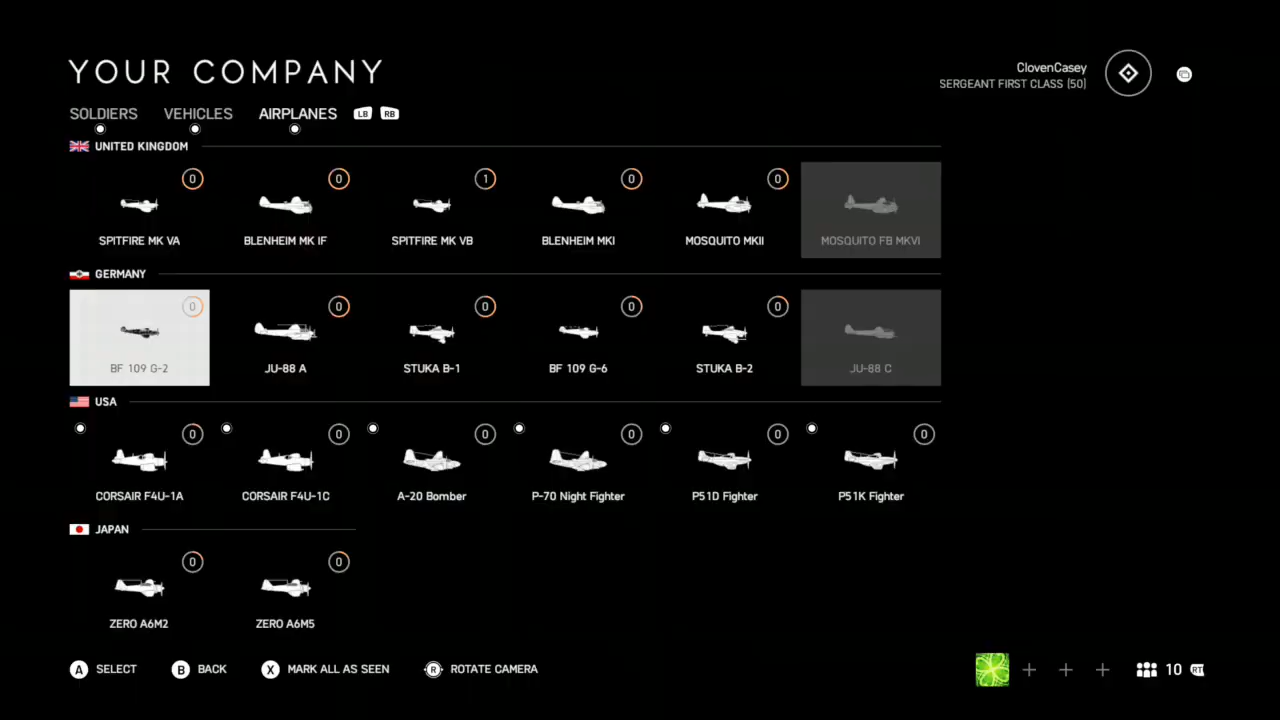 YOUR COMPANY
ClovenCasey
SERGEANT FIRST CLASS [50]
SOLDIERS VEHICLES AIRPLANES LB RB
UNITED KINGDOM
0 0 1 0 0
SPITFIRE MK VA BLENHEIM MK IF SPITFIRE MK VB BLENHEIM MKI MOSQUITO MKII MOSQUITO FB MKVI
GERMANY
0 0 0 0 0
BF 109 G-2 JU-88 A STUKA B-1 BF 109 G-6 STUKA B-2 JU-88 C
USA
0 0 0 0 0 0
CORSAIR F4U-1A CORSAIR F4U-1C A-20 Bomber P-70 Night Fighter P51D Fighter P51K Fighter
JAPAN
0 0
ZERO A6M2 ZERO A6M5
A SELECT B BACK X MARK ALL AS SEEN R ROTATE CAMERA 10 RT